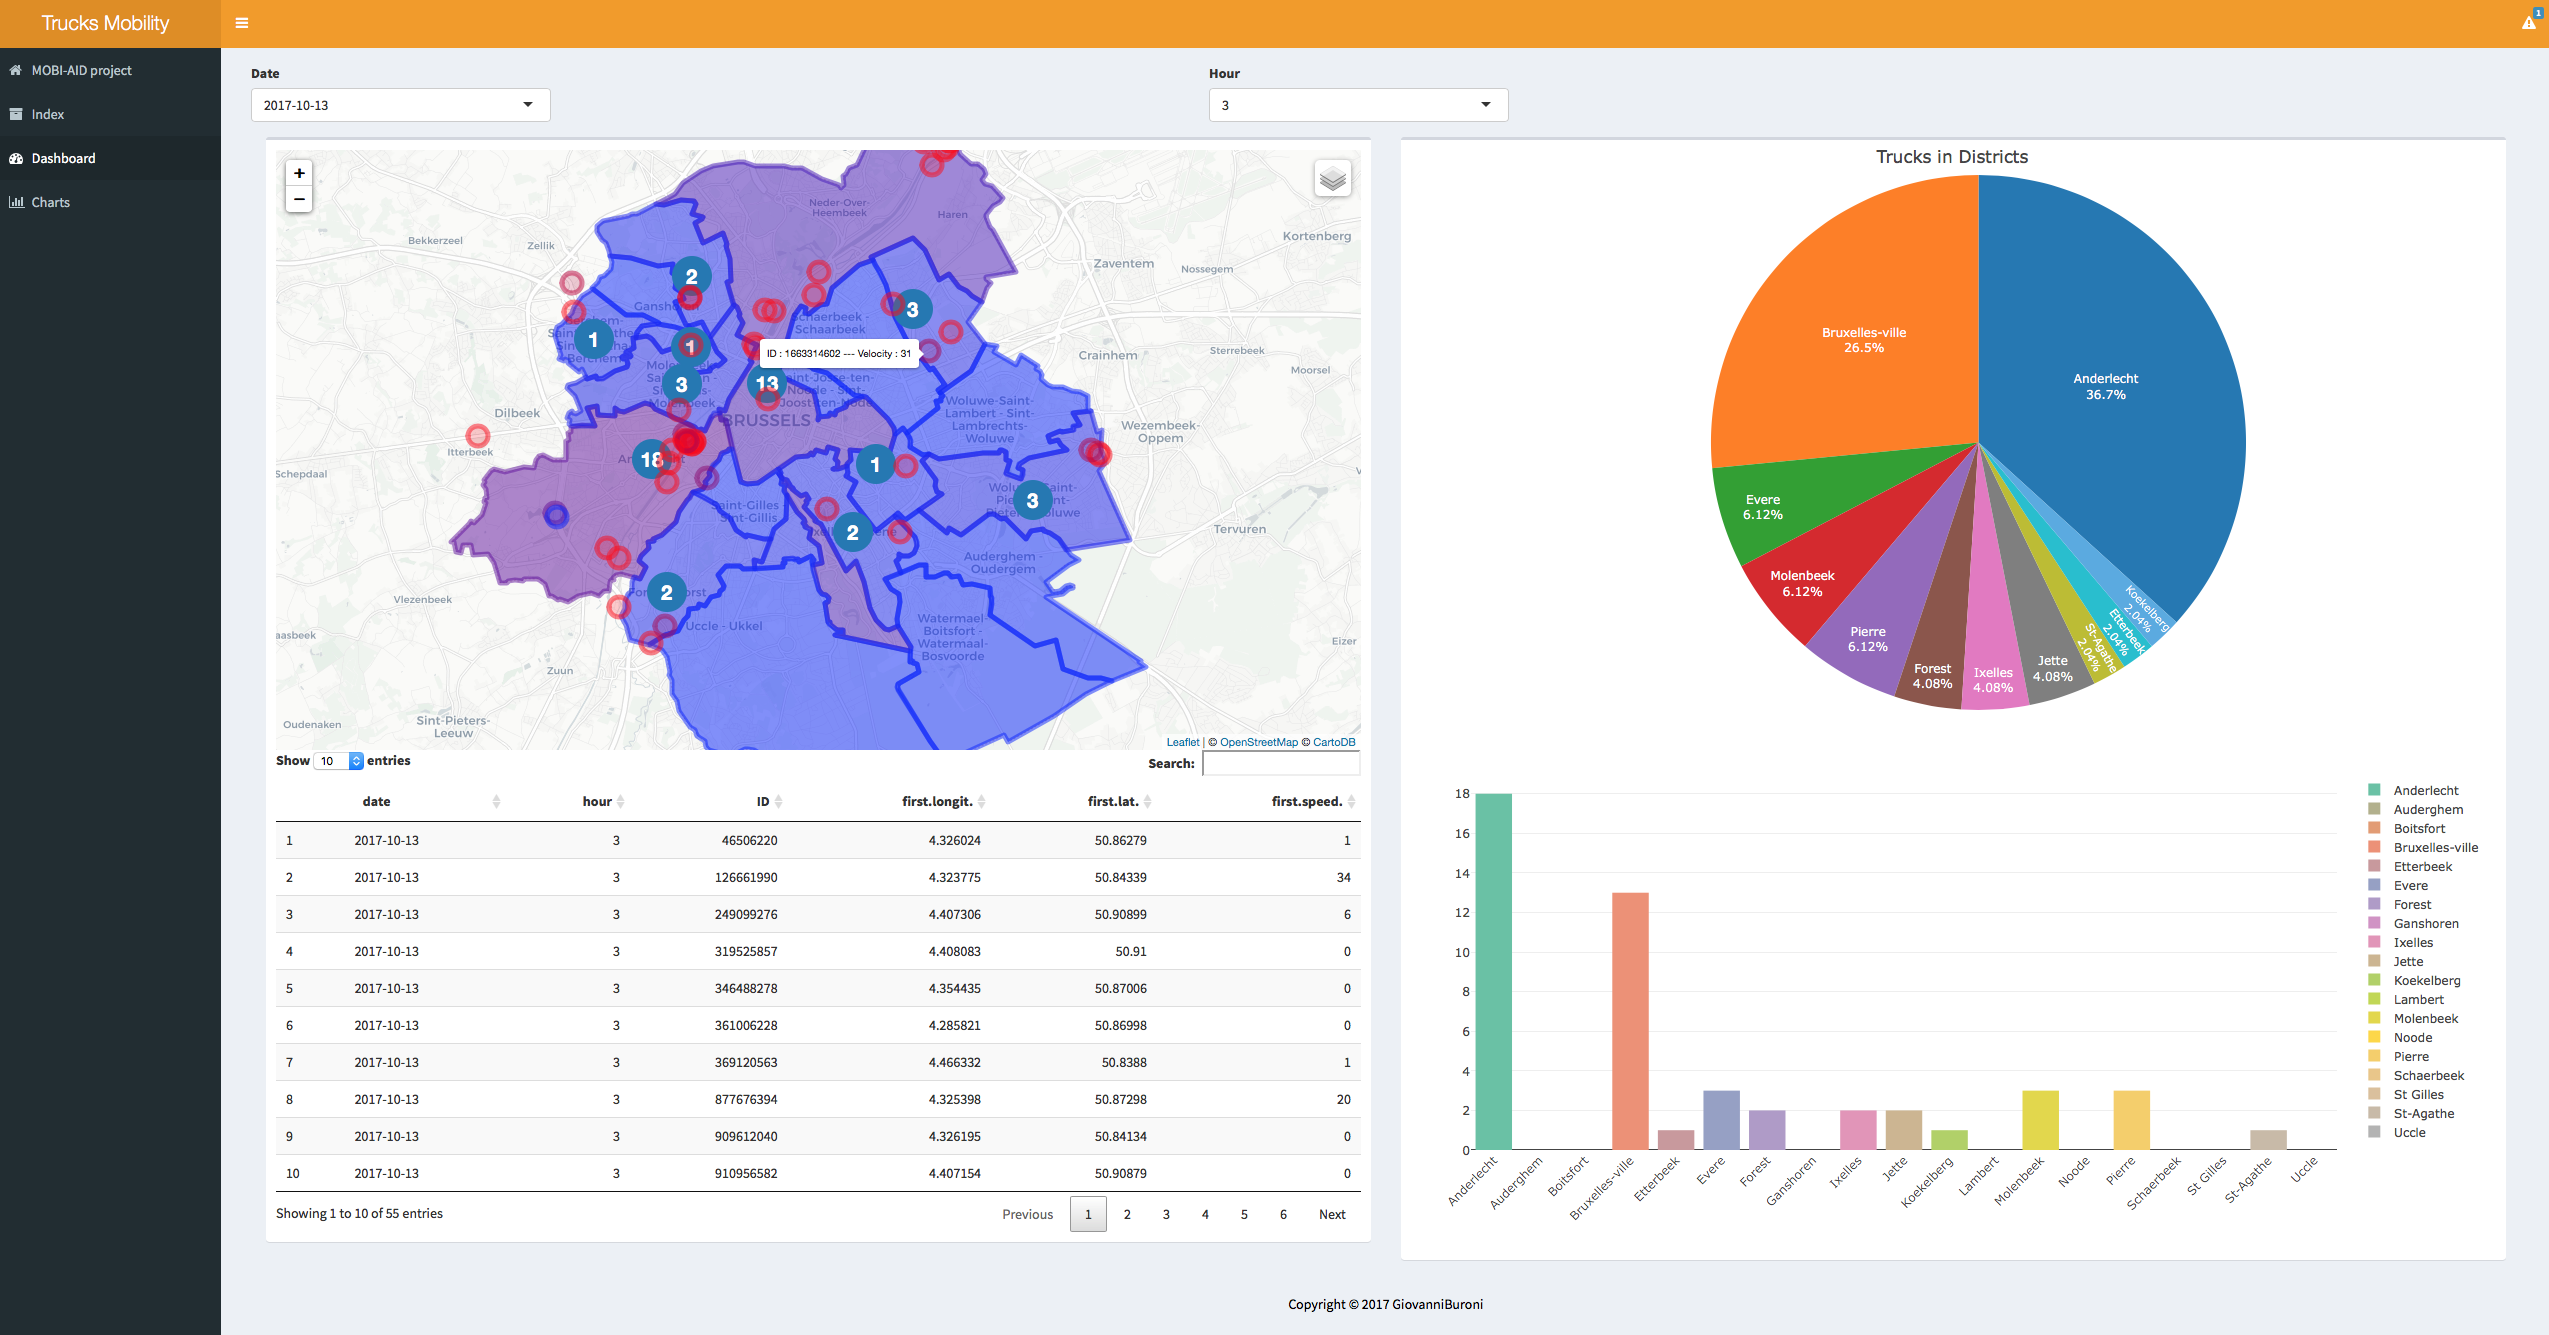 Trucks Mobility
1
MOBI-AID project
Index
Dashboard
Charts
Date
2017-10-13
Hour
3
+
−
Neder-Over-
Heembeek
Haren
Kortenberg
Bekkerzeel
Zellik
Zaventem
Nossegem
2
3
1
1
3
13
18
1
3
2
2
Schaerbeek -
Schaarbeek
ID : 1663314602 --- Velocity : 31
Crainhem
Sterrebeek
Moorsel
Dilbeek
BRUSSELS
Woluwe-Saint-
Lambert - Sint-
Lambrechts-
Woluwe
Wezembeek-
Oppem
Itterbeek
Schepdaal
Saint-Gilles -
Sint-Gillis
Tervuren
Auderghem -
Oudergem
Vlezenbeek
Uccle - Ukkel
Watermael-
Boitsfort -
Watermaal-
Bosvoorde
aasbeek
Eizer
Zuun
Oudenaken
Sint-Pieters-
Leeuw
Leaflet | © OpenStreetMap © CartoDB
Show 10 entries
Search:
date hour ID first.longit. first.lat. first.speed.
1 2017-10-13 3 46506220 4.326024 50.86279 1
2 2017-10-13 3 126661990 4.323775 50.84339 34
3 2017-10-13 3 249099276 4.407306 50.90899 6
4 2017-10-13 3 319525857 4.408083 50.91 0
5 2017-10-13 3 346488278 4.354435 50.87006 0
6 2017-10-13 3 361006228 4.285821 50.86998 0
7 2017-10-13 3 369120563 4.466332 50.8388 1
8 2017-10-13 3 877676394 4.325398 50.87298 20
9 2017-10-13 3 909612040 4.326195 50.84134 0
10 2017-10-13 3 910956582 4.407154 50.90879 0
Showing 1 to 10 of 55 entries
Previous 1 2 3 4 5 6 Next
Trucks in Districts
Bruxelles-ville
26.5%
Anderlecht
36.7%
Evere
6.12%
Molenbeek
6.12%
Pierre
6.12%
Forest
4.08%
Ixelles
4.08%
Jette
4.08%
St-Agathe
2.04%
Etterbeek
2.04%
Koekelberg
2.04%
18
16
14
12
10
8
6
4
2
0
Anderlecht
Auderghem
Boitsfort
Bruxelles-ville
Etterbeek
Evere
Forest
Ganshoren
Ixelles
Jette
Koekelberg
Lambert
Molenbeek
Noode
Pierre
Schaerbeek
St Gilles
St-Agathe
Uccle
Anderlecht
Auderghem
Boitsfort
Bruxelles-ville
Etterbeek
Evere
Forest
Ganshoren
Ixelles
Jette
Koekelberg
Lambert
Molenbeek
Noode
Pierre
Schaerbeek
St Gilles
St-Agathe
Uccle
Copyright © 2017 GiovanniBuroni